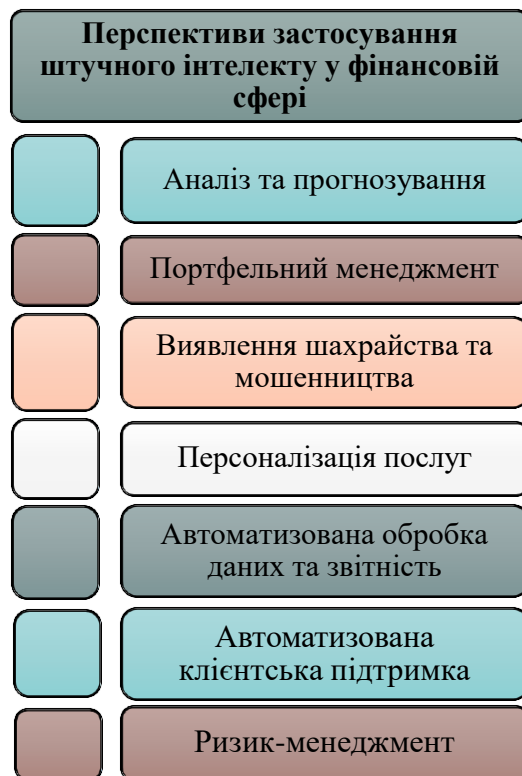 Перспективи застосування
штучного інтелекту у фінансовій
сфері
Аналіз та прогнозування
Портфельний менеджмент
Виявлення шахрайства та
мошенництва
Персоналізація послуг
Автоматизована обробка
даних та звітність
Автоматизована
клієнтська підтримка
Ризик-менеджмент